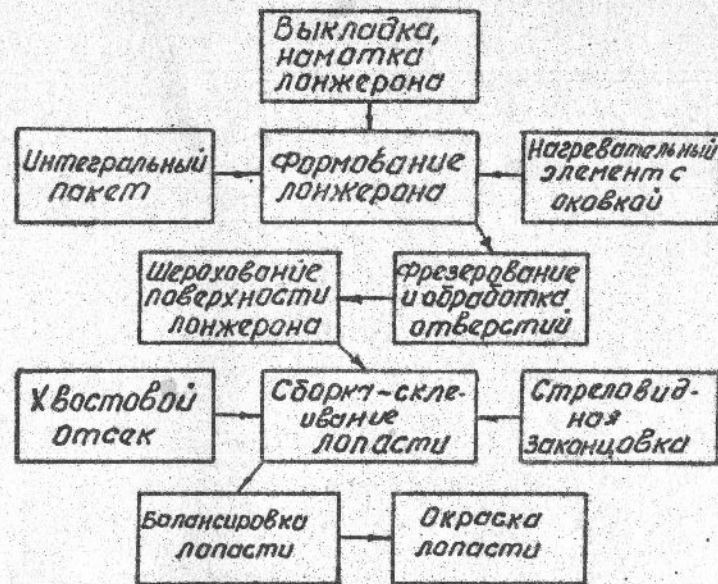 Выкладка,
намотка
лонжерона
Интегральный
пакет
Формование
лонжерона
Нагревательный
элемент с
оковкой
Шерохование
поверхности
лонжерона
Фрезерование
и обработка
отверстий
Хвостовой
отсек
Сборка-скле-
ивание
лопасти
Стреловид-
ная
законцовка
Балансировка
лопасти
Окраска
лопасти